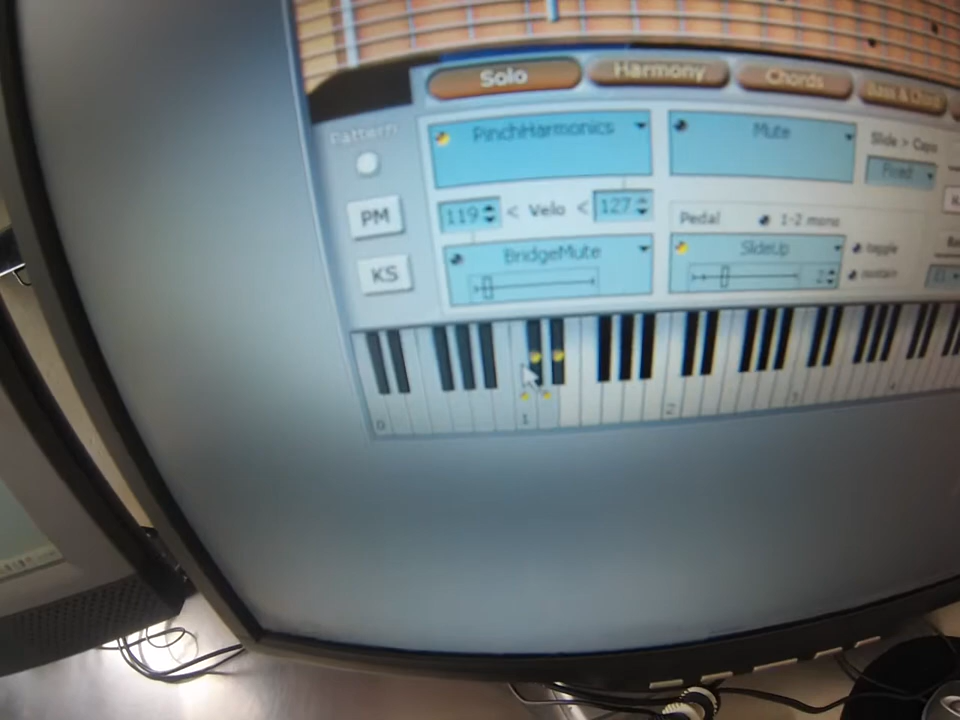 Solo Harmony Chords Bass & Chord
Pattern
PinchHarmonics
Mute
Slide > Capo
Fixed
PM
119 < Velo < 127
Pedal 1-2 mono
KS
BridgeMute
SlideUp
toggle
sustain
2
0 1 2 3 4